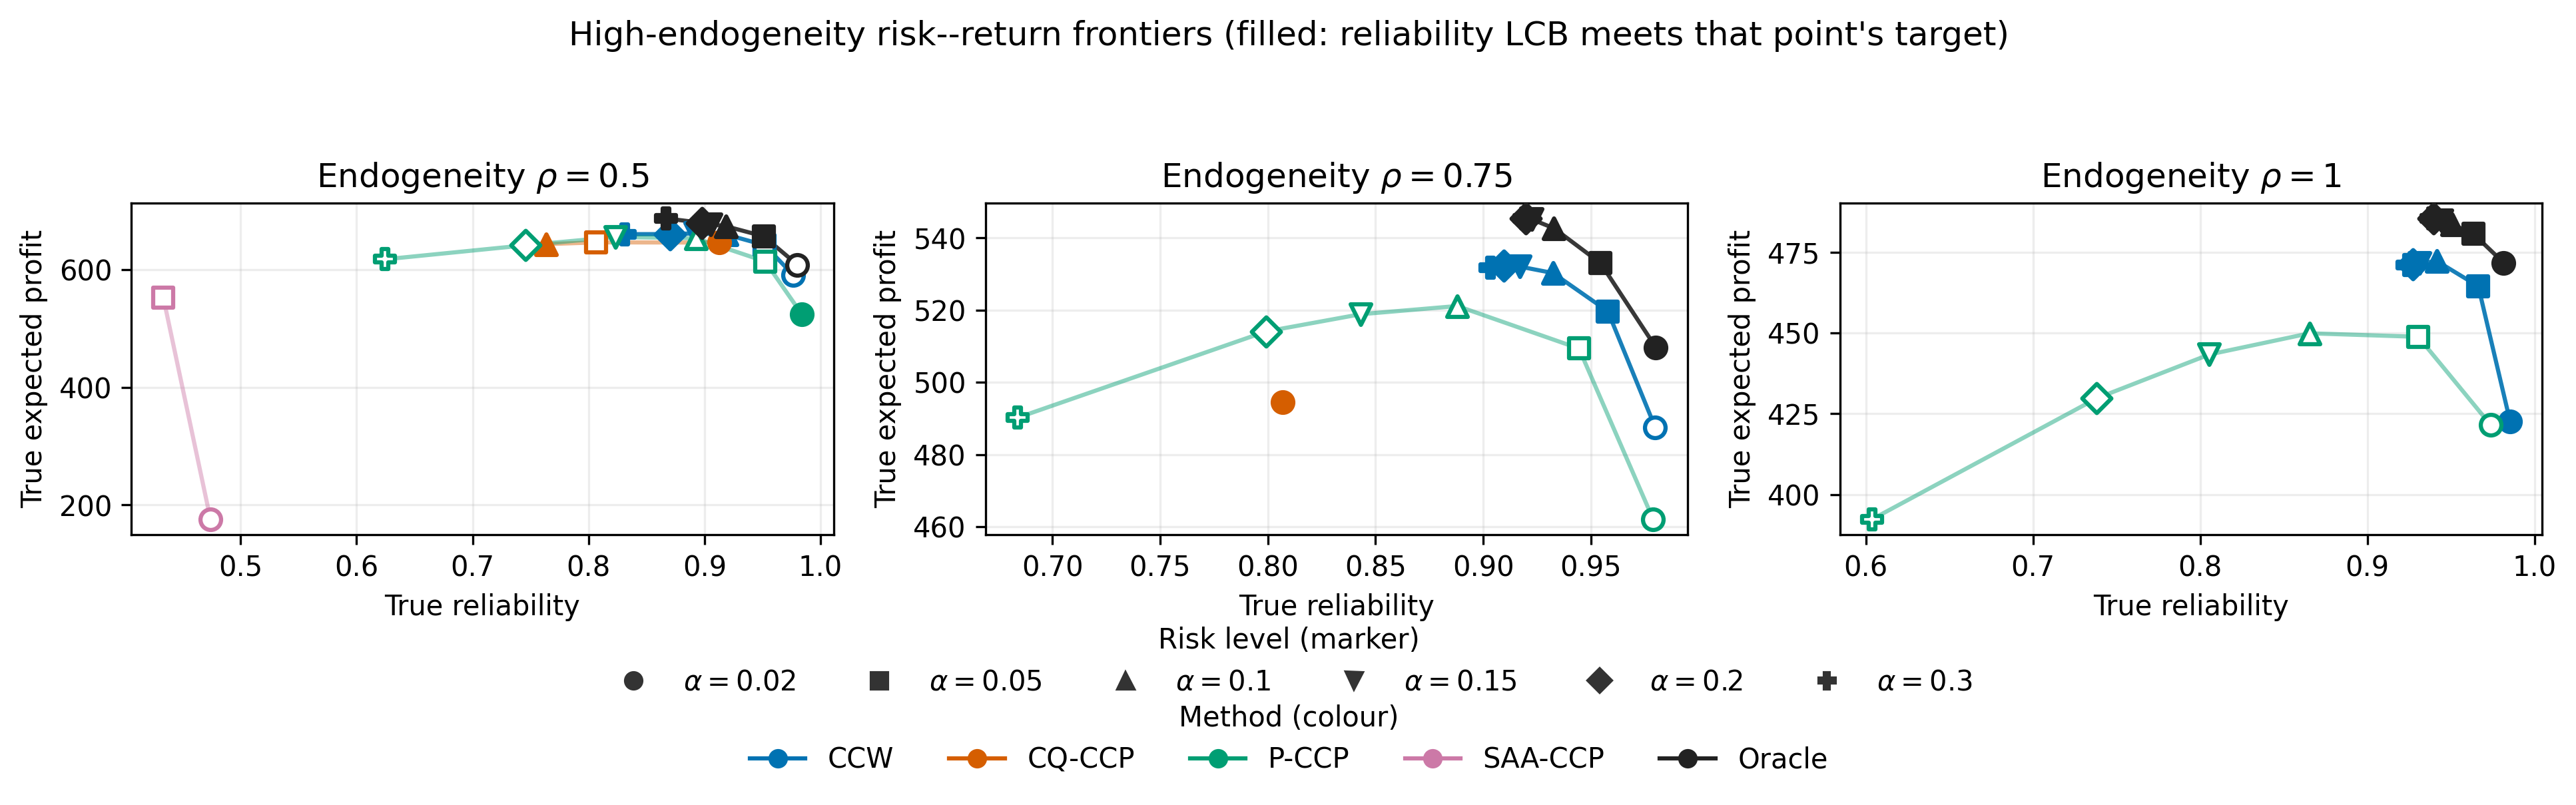 High-endogeneity risk--return frontiers (filled: reliability LCB meets that point's target)
Endogeneity ρ = 0.5
True expected profit
600
400
200
0.5 0.6 0.7 0.8 0.9 1.0
True reliability
Endogeneity ρ = 0.75
True expected profit
540
520
500
480
460
0.70 0.75 0.80 0.85 0.90 0.95
True reliability
Endogeneity ρ = 1
True expected profit
475
450
425
400
0.6 0.7 0.8 0.9 1.0
True reliability
Risk level (marker)
α = 0.02 α = 0.05 α = 0.1 α = 0.15 α = 0.2 α = 0.3
Method (colour)
CCW CQ-CCP P-CCP SAA-CCP Oracle